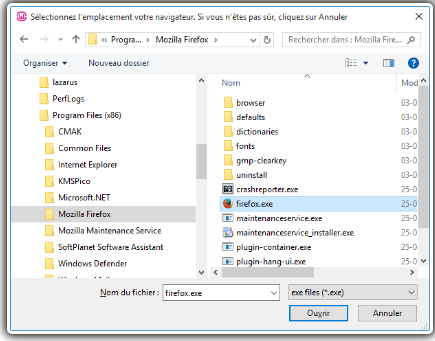 Sélectionnez l'emplacement votre navigateur. Si vous n'êtes pas sûr, cliquez sur Annuler
« Progra... > Mozilla Firefox > Rechercher dans : Mozilla Fire...
Organiser Nouveau dossier
Nom Mod
lazarus
PerfLogs
Program Files (x86)
CMAK
Common Files
Internet Explorer
KMSPico
Microsoft.NET
Mozilla Firefox
Mozilla Maintenance Service
SoftPlanet Software Assistant
Windows Defender
browser 03-0
defaults 03-0
dictionaries 03-0
fonts 03-0
gmp-clearkey 03-0
uninstall 03-0
crashreporter.exe 25-0
firefox.exe 25-0
maintenanceservice.exe 25-0
maintenanceservice_installer.exe 25-0
plugin-container.exe 25-0
plugin-hang-ui.exe 25-0
Nom du fichier : firefox.exe exe files (*.exe)
Ouvrir Annuler